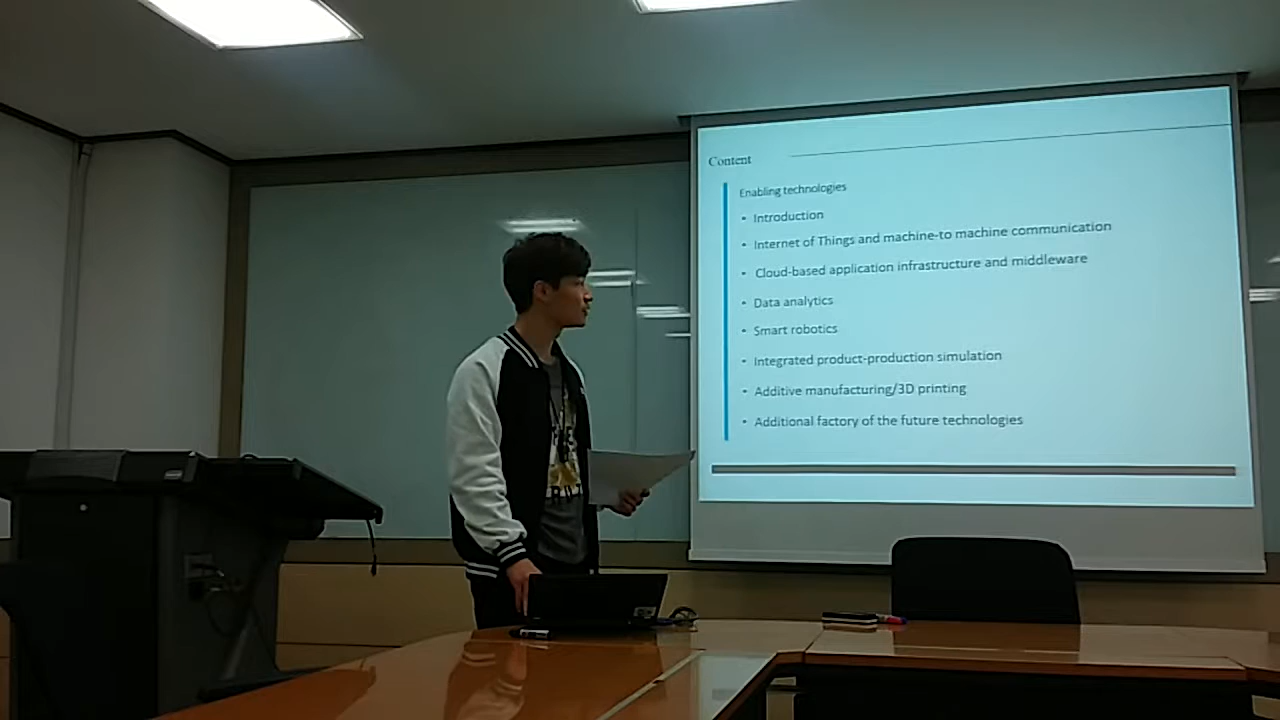 Content
Enabling technologies
• Introduction
• Internet of Things and machine-to machine communication
• Cloud-based application infrastructure and middleware
• Data analytics
• Smart robotics
• Integrated product-production simulation
• Additive manufacturing/3D printing
• Additional factory of the future technologies